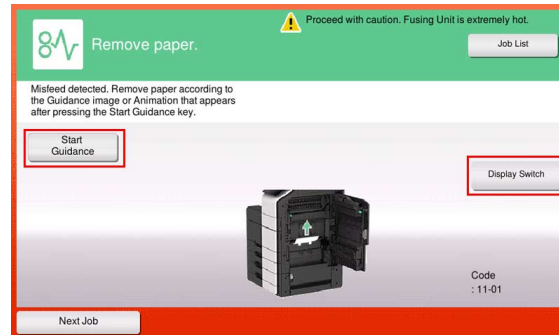 Proceed with caution. Fusing Unit is extremely hot.
Remove paper.
Job List
Misfeed detected. Remove paper according to
the Guidance image or Animation that appears
after pressing the Start Guidance key.
Start
Guidance
Display Switch
Code
: 11-01
Next Job